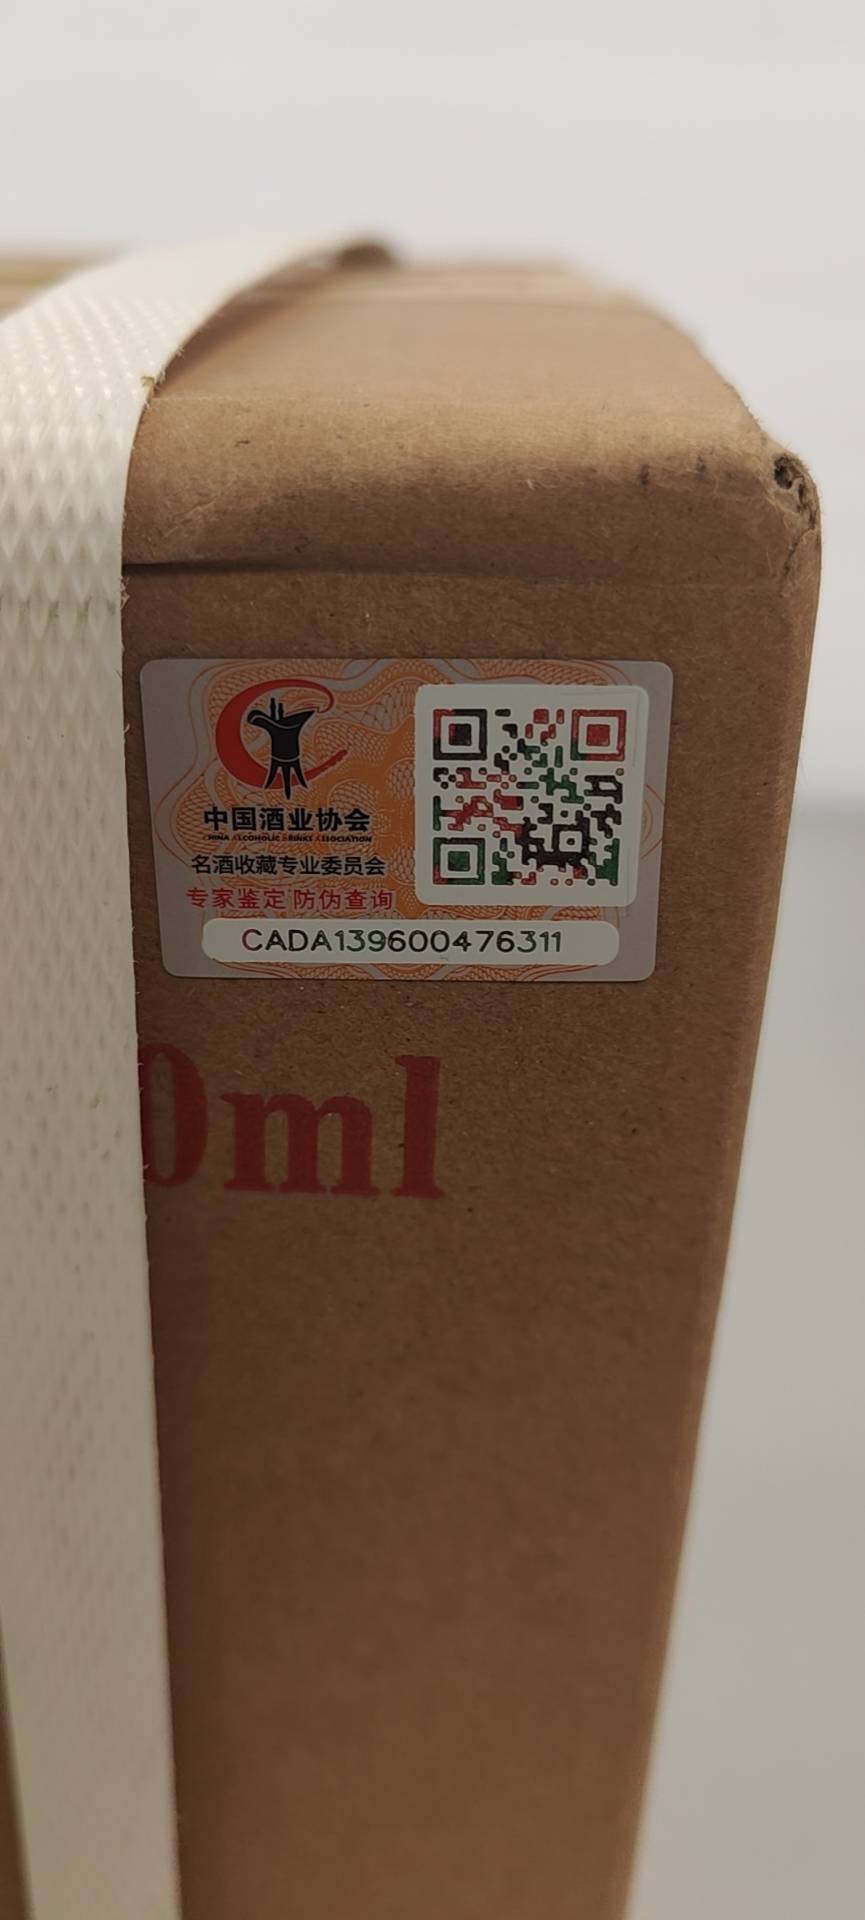 中国酒业协会
CHINA ALCOHOLIC DRINKS ASSOCIATION
名酒收藏专业委员会
专家鉴定 防伪查询
CADA139600476311
0ml